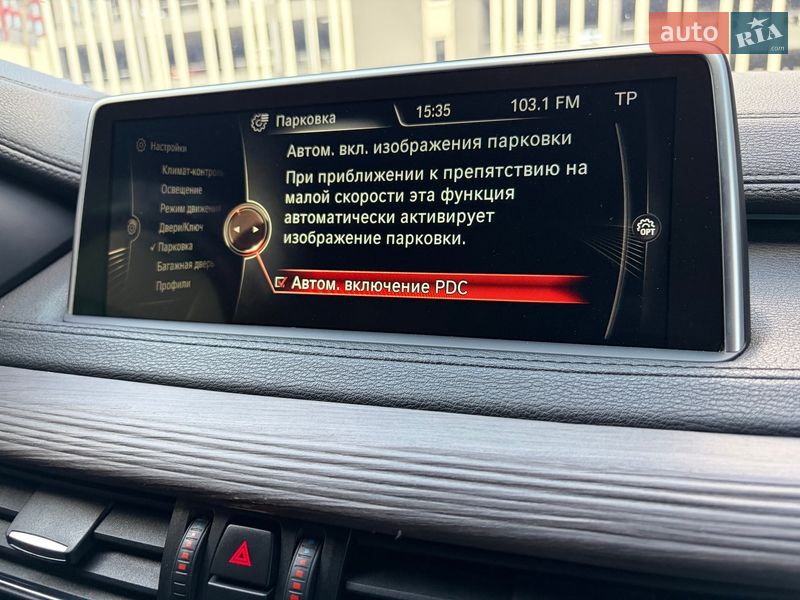 auto RIA .com
Парковка 15:35 103.1 FM TP
Настройки
Климат-контроль
Освещение
Режим движения
Двери/Ключ
Парковка
Багажная дверь
Профили
Автом. вкл. изображения парковки
При приближении к препятствию на
малой скорости эта функция
автоматически активирует
изображение парковки.
Автом. включение PDC
OPT